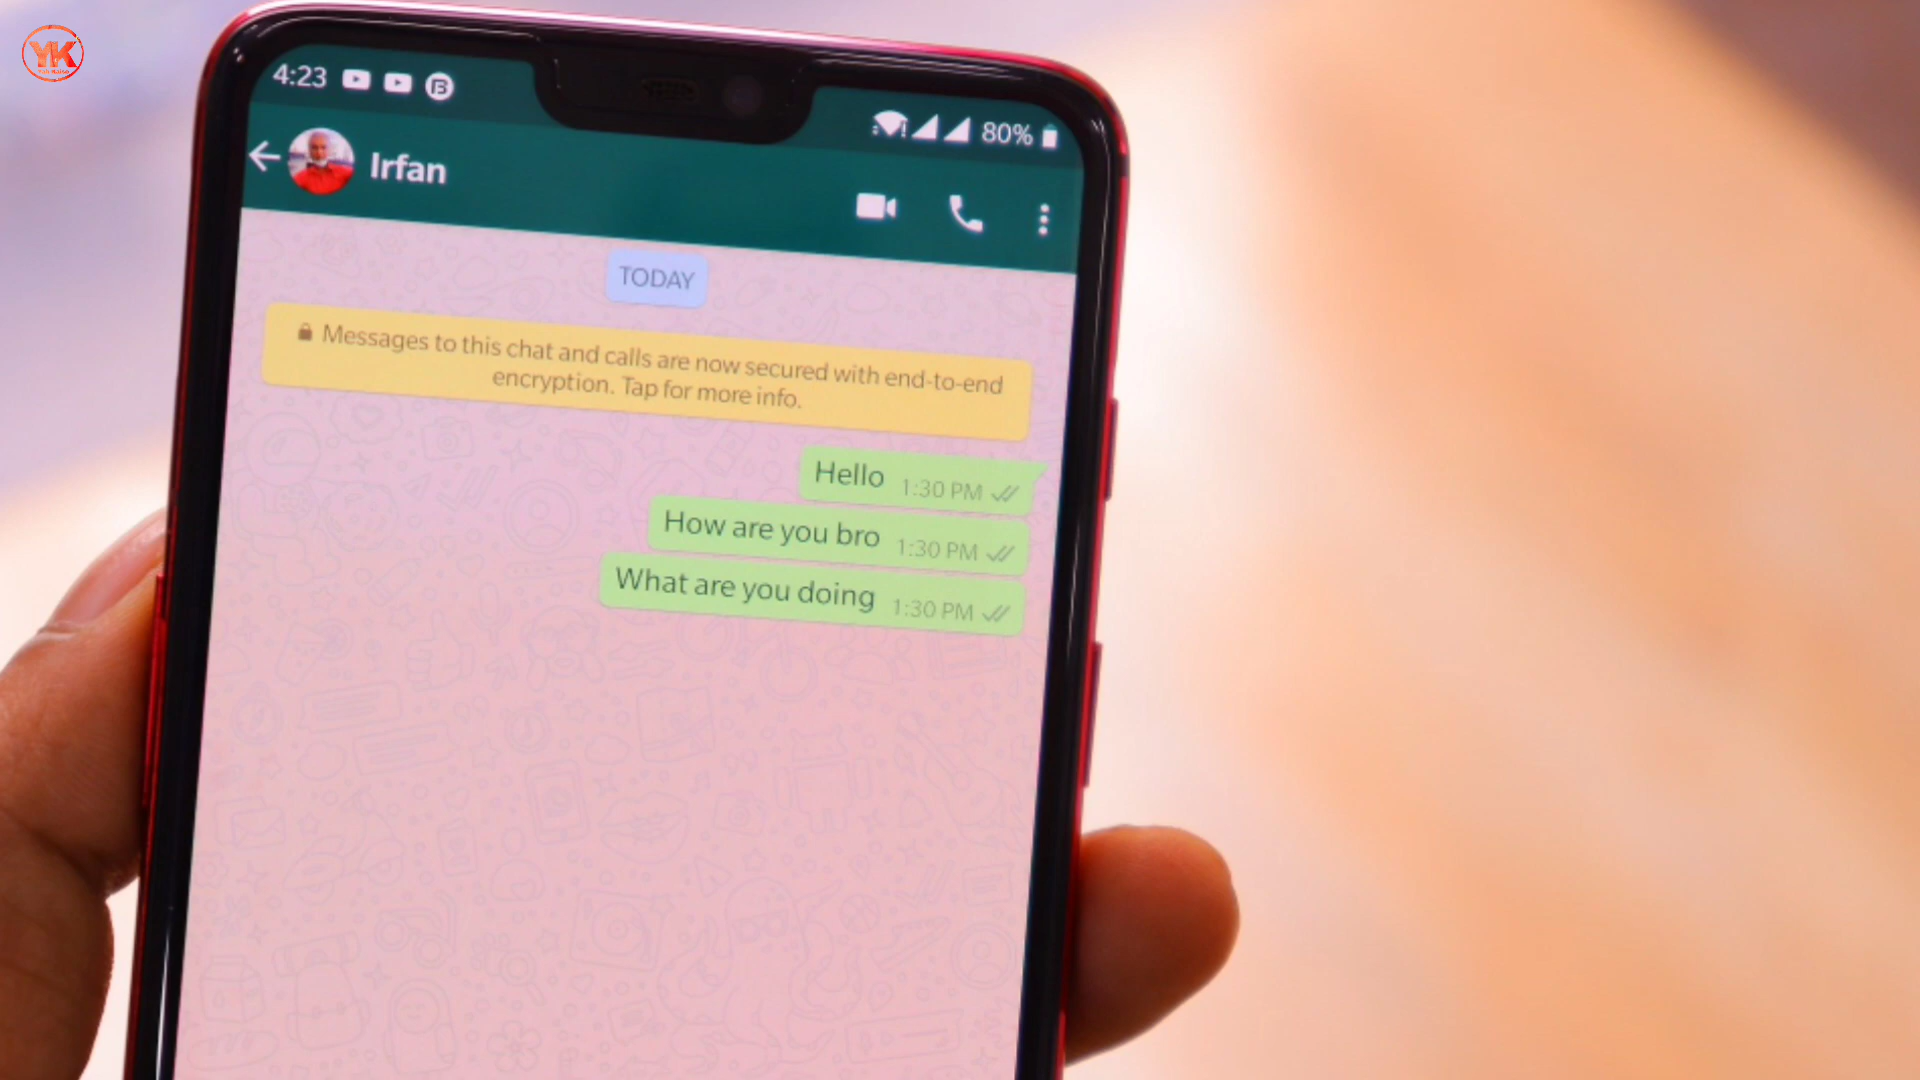 YK
4:23
80%
Irfan
TODAY
Messages to this chat and calls are now secured with end-to-end
encryption. Tap for more info.
Hello 1:30 PM
How are you bro 1:30 PM
What are you doing 1:30 PM